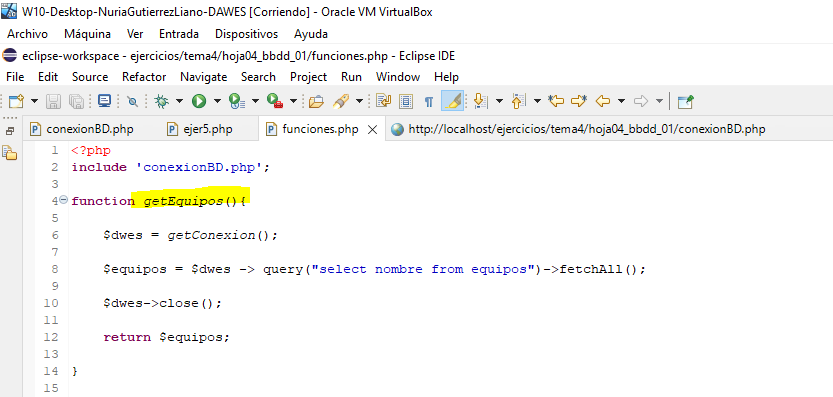 W10-Desktop-NuriaGutierrezLiano-DAWES [Corriendo] - Oracle VM VirtualBox
Archivo Máquina Ver Entrada Dispositivos Ayuda
eclipse-workspace - ejercicios/tema4/hoja04_bbdd_01/funciones.php - Eclipse IDE
File Edit Source Refactor Navigate Search Project Run Window Help
conexionBD.php ejer5.php funciones.php http://localhost/ejercicios/tema4/hoja04_bbdd_01/conexionBD.php
1 <?php
2 include 'conexionBD.php';
3
4 function getEquipos(){
5
6 $dwes = getConexion();
7
8 $equipos = $dwes -> query("select nombre from equipos")->fetchAll();
9
10 $dwes->close();
11
12 return $equipos;
13
14 }
15